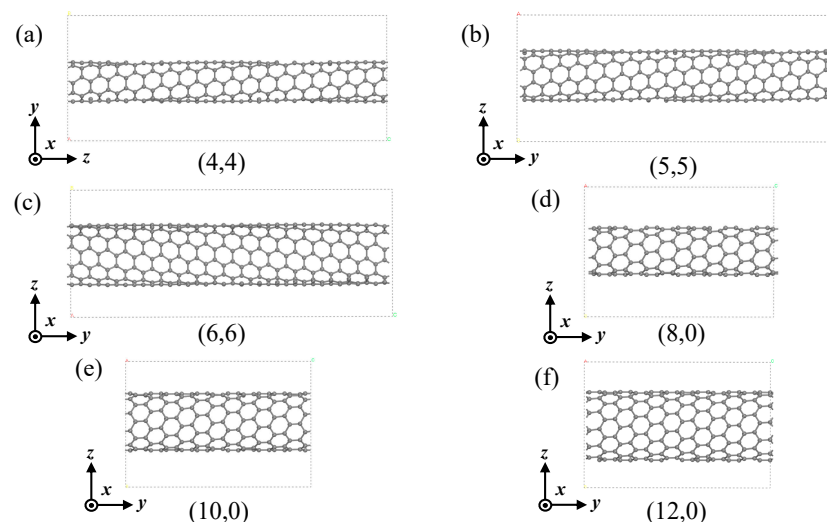 (a)
y
x
z
(4,4)
(b)
z
x
y
(5,5)
(c)
z
x
y
(6,6)
(d)
z
x
y
(8,0)
(e)
z
x
y
(10,0)
(f)
z
x
y
(12,0)